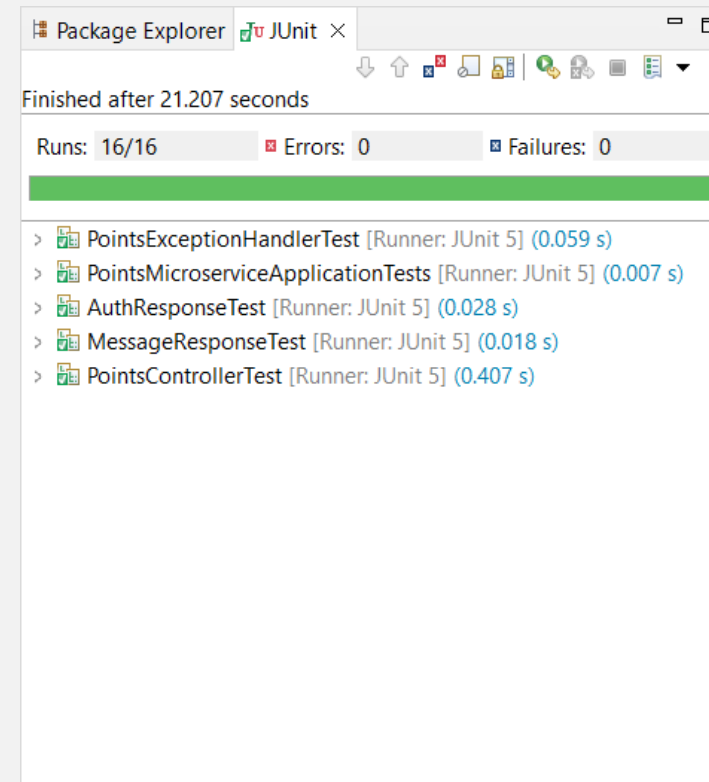 Package Explorer JUnit
Finished after 21.207 seconds
Runs: 16/16 Errors: 0 Failures: 0
PointsExceptionHandlerTest [Runner: JUnit 5] (0.059 s)
PointsMicroserviceApplicationTests [Runner: JUnit 5] (0.007 s)
AuthResponseTest [Runner: JUnit 5] (0.028 s)
MessageResponseTest [Runner: JUnit 5] (0.018 s)
PointsControllerTest [Runner: JUnit 5] (0.407 s)